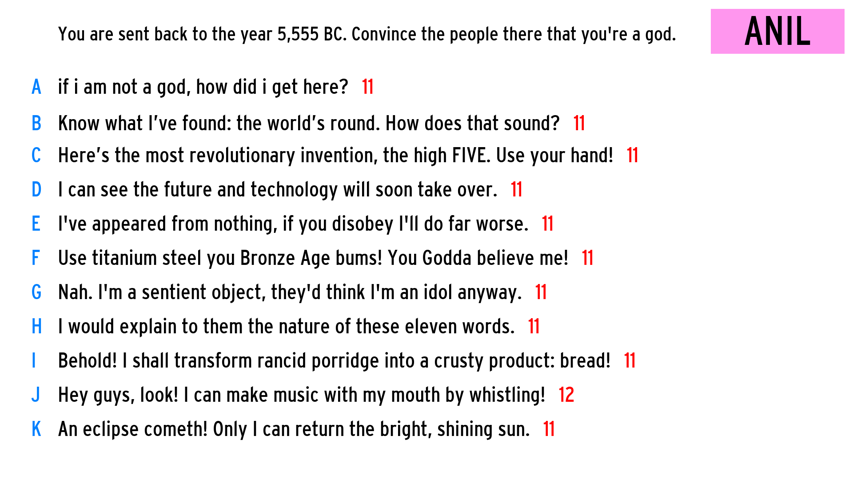 You are sent back to the year 5,555 BC. Convince the people there that you're a god.
ANIL
A if i am not a god, how did i get here? 11
B Know what I've found: the world's round. How does that sound? 11
C Here's the most revolutionary invention, the high FIVE. Use your hand! 11
D I can see the future and technology will soon take over. 11
E I've appeared from nothing, if you disobey I'll do far worse. 11
F Use titanium steel you Bronze Age bums! You Godda believe me! 11
G Nah. I'm a sentient object, they'd think I'm an idol anyway. 11
H I would explain to them the nature of these eleven words. 11
I Behold! I shall transform rancid porridge into a crusty product: bread! 11
J Hey guys, look! I can make music with my mouth by whistling! 12
K An eclipse cometh! Only I can return the bright, shining sun. 11